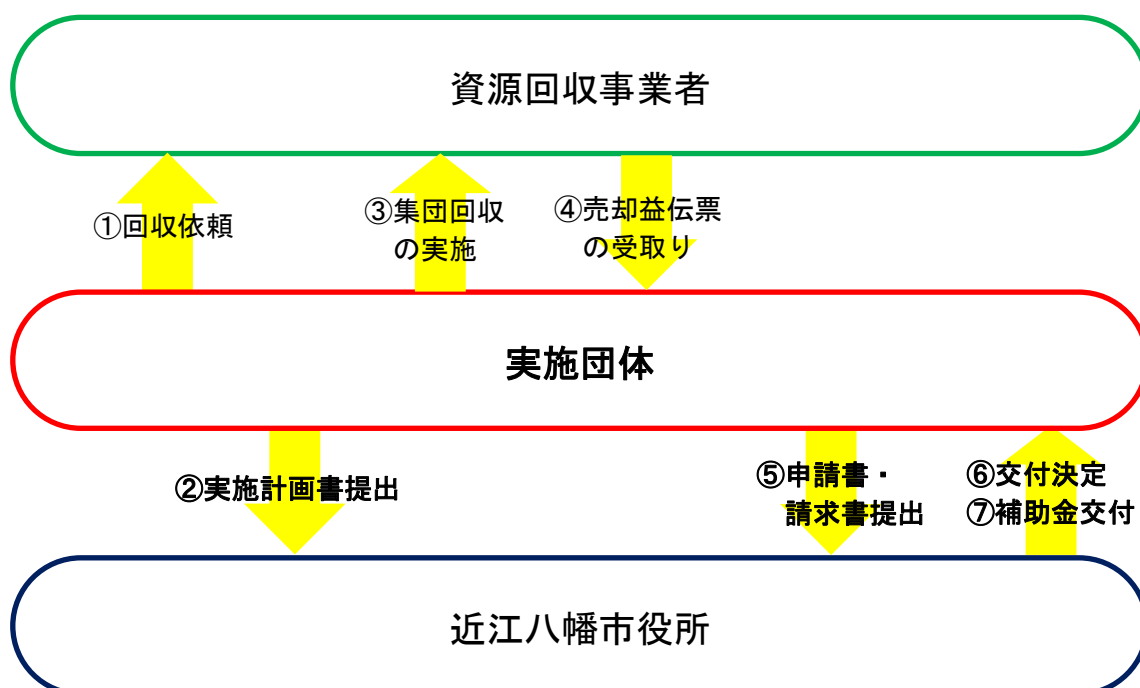 資源回収事業者
①回収依頼
③集団回収
の実施
④売却益伝票
の受取り
実施団体
②実施計画書提出
⑤申請書・
請求書提出
⑥交付決定
⑦補助金交付
近江八幡市役所